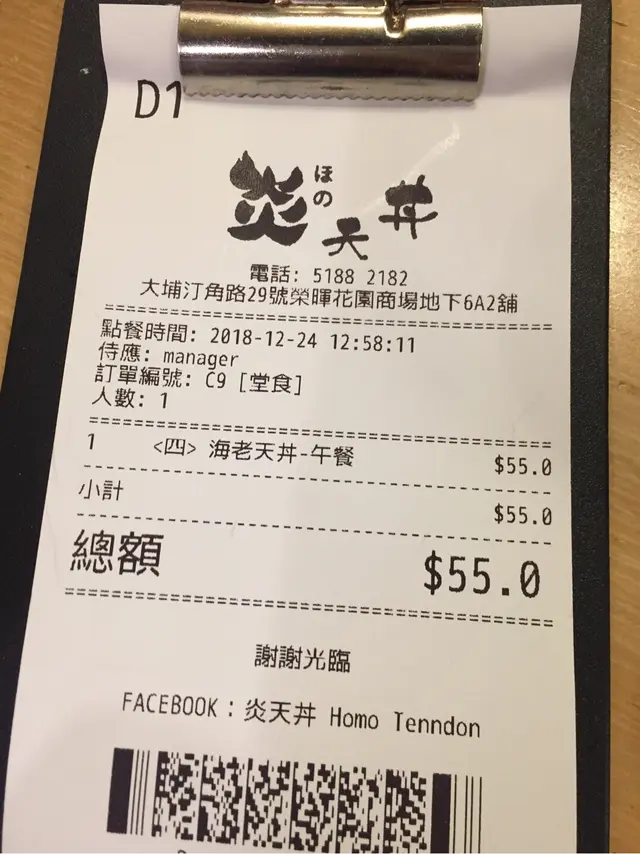 D1
炎天丼
ほの
電話: 5188 2182
大埔汀角路29號榮暉花園商場地下6A2舖
點餐時間: 2018-12-24 12:58:11
侍應: manager
訂單編號: C9 [堂食]
人數: 1
1 <四> 海老天丼-午餐 $55.0
小計 $55.0
總額 $55.0
謝謝光臨
FACEBOOK：炎天丼 Homo Tenndon